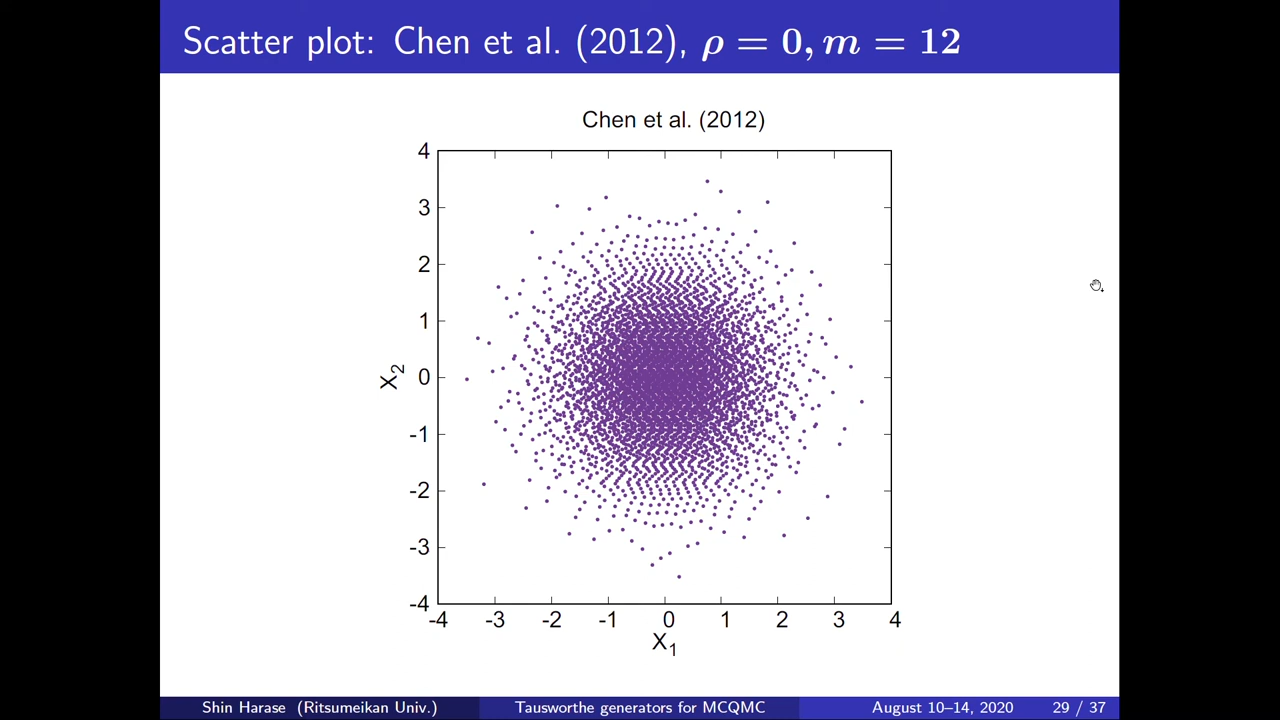 Scatter plot: Chen et al. (2012), ρ = 0, m = 12
Chen et al. (2012)
4
3
2
1
0
-1
-2
-3
-4
X2
-4 -3 -2 -1 0 1 2 3 4
X1
Shin Harase (Ritsumeikan Univ.) Tausworthe generators for MCQMC August 10–14, 2020 29 / 37